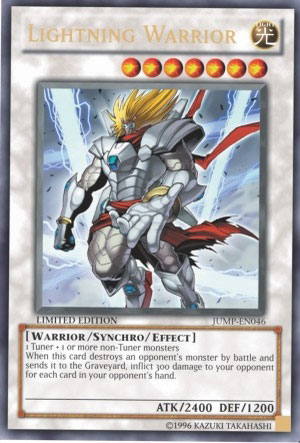 Lightning Warrior
LIGHT
光
LIMITED EDITION
JUMP-EN046
[Warrior/Synchro/Effect]
1 Tuner + 1 or more non-Tuner monsters
When this card destroys an opponent's monster by battle and
sends it to the Graveyard, inflict 300 damage to your opponent
for each card in your opponent's hand.
ATK/2400 DEF/1200
©1996 KAZUKI TAKAHASHI